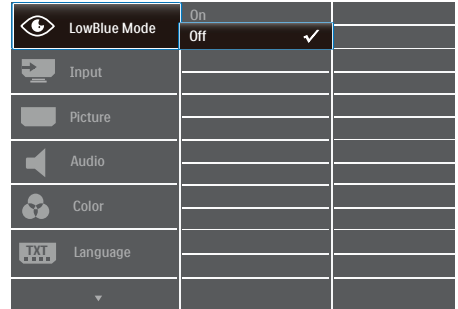 LowBlue Mode
On
Off
Input
Picture
Audio
Color
TXT
Language